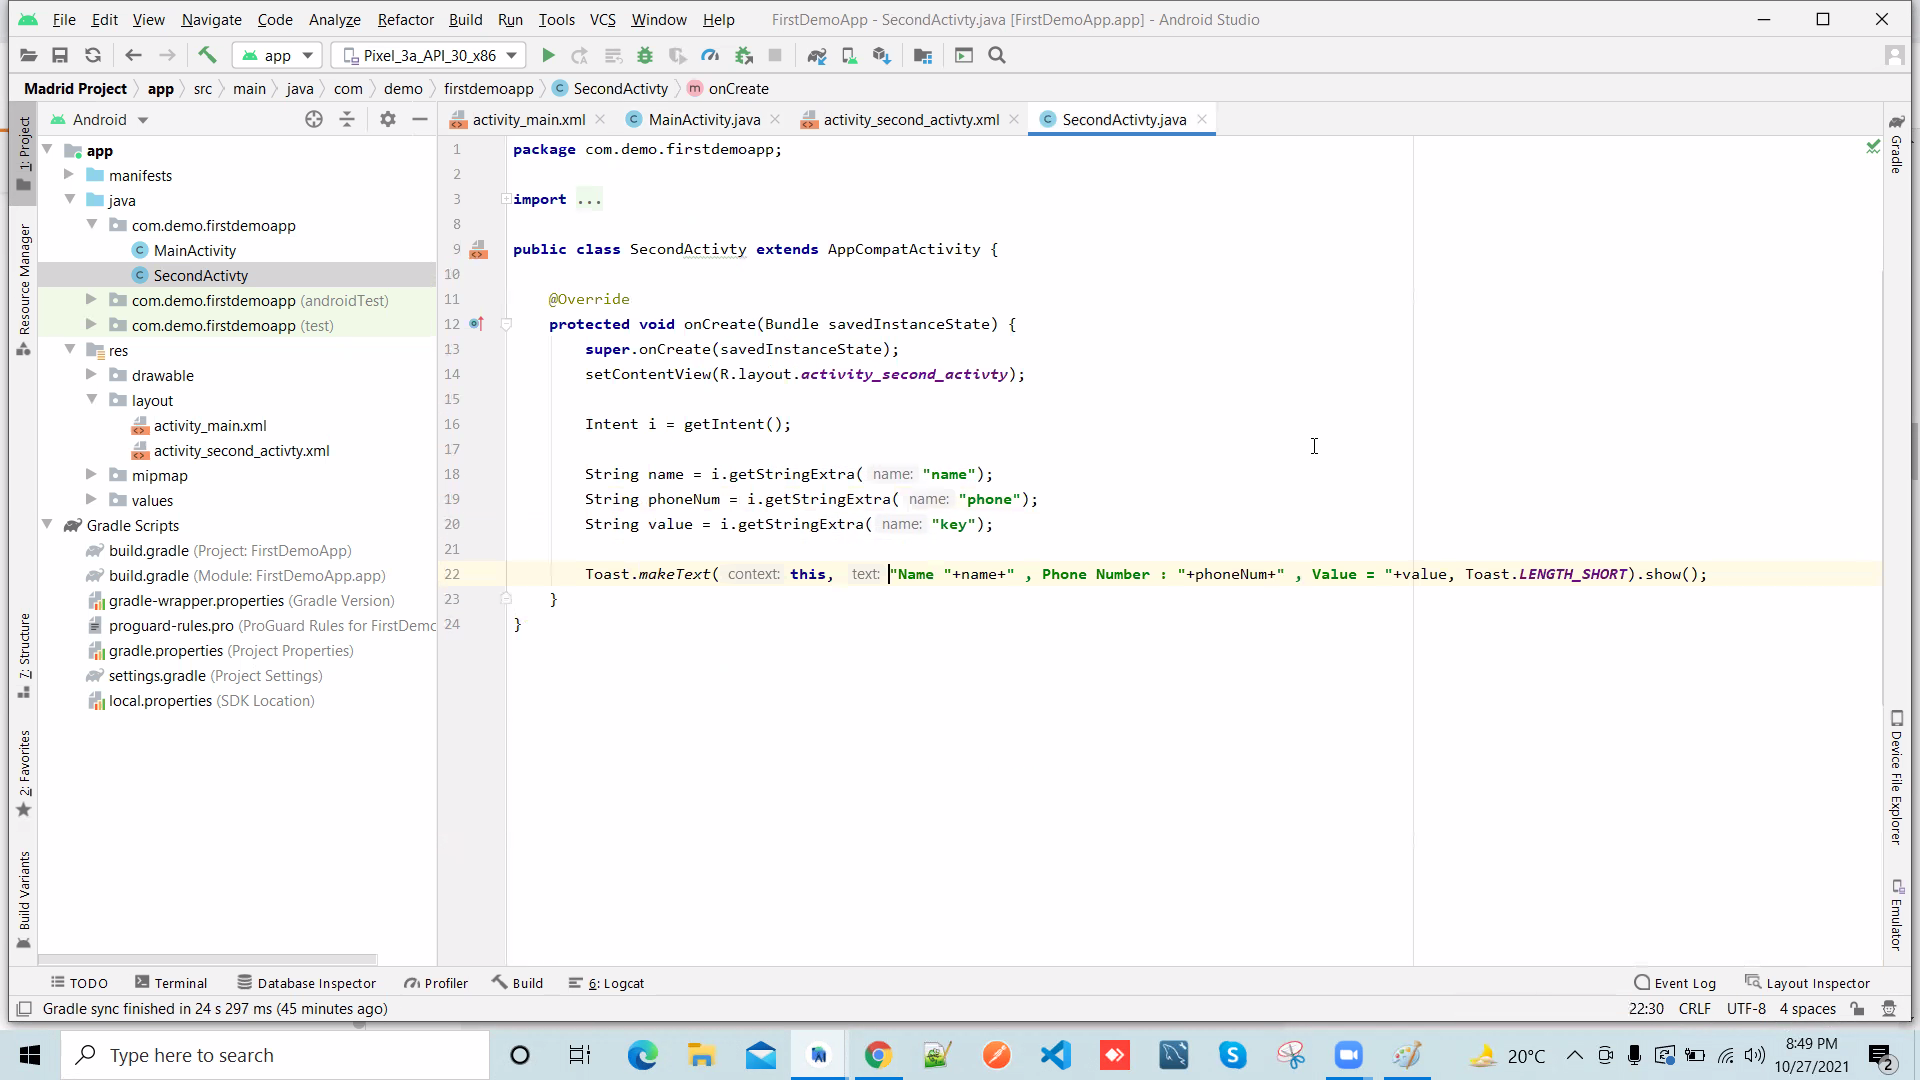 File Edit View Navigate Code Analyze Refactor Build Run Tools VCS Window Help FirstDemoApp - SecondActivty.java [FirstDemoApp.app] - Android Studio
app Pixel_3a_API_30_x86
Madrid Project app src main java com demo firstdemoapp SecondActivty onCreate
Android
activity_main.xml MainActivity.java activity_second_activty.xml SecondActivty.java
1: Project
Resource Manager
7: Structure
2: Favorites
Build Variants
app
manifests
java
com.demo.firstdemoapp
MainActivity
SecondActivty
com.demo.firstdemoapp (androidTest)
com.demo.firstdemoapp (test)
res
drawable
layout
activity_main.xml
activity_second_activty.xml
mipmap
values
Gradle Scripts
build.gradle (Project: FirstDemoApp)
build.gradle (Module: FirstDemoApp.app)
gradle-wrapper.properties (Gradle Version)
proguard-rules.pro (ProGuard Rules for FirstDemo
gradle.properties (Project Properties)
settings.gradle (Project Settings)
local.properties (SDK Location)
1 package com.demo.firstdemoapp;
2
3 import ...
8
9 public class SecondActivty extends AppCompatActivity {
10
11 @Override
12 protected void onCreate(Bundle savedInstanceState) {
13 super.onCreate(savedInstanceState);
14 setContentView(R.layout.activity_second_activty);
15
16 Intent i = getIntent();
17
18 String name = i.getStringExtra( name: "name");
19 String phoneNum = i.getStringExtra( name: "phone");
20 String value = i.getStringExtra( name: "key");
21
22 Toast.makeText( context: this, text: "Name "+name+" , Phone Number : "+phoneNum+" , Value = "+value, Toast.LENGTH_SHORT).show();
23 }
24 }
Gradle
Device File Explorer
Emulator
TODO Terminal Database Inspector Profiler Build 6: Logcat Event Log Layout Inspector
Gradle sync finished in 24 s 297 ms (45 minutes ago) 22:30 CRLF UTF-8 4 spaces
Type here to search 20°C 8:49 PM
10/27/2021 2